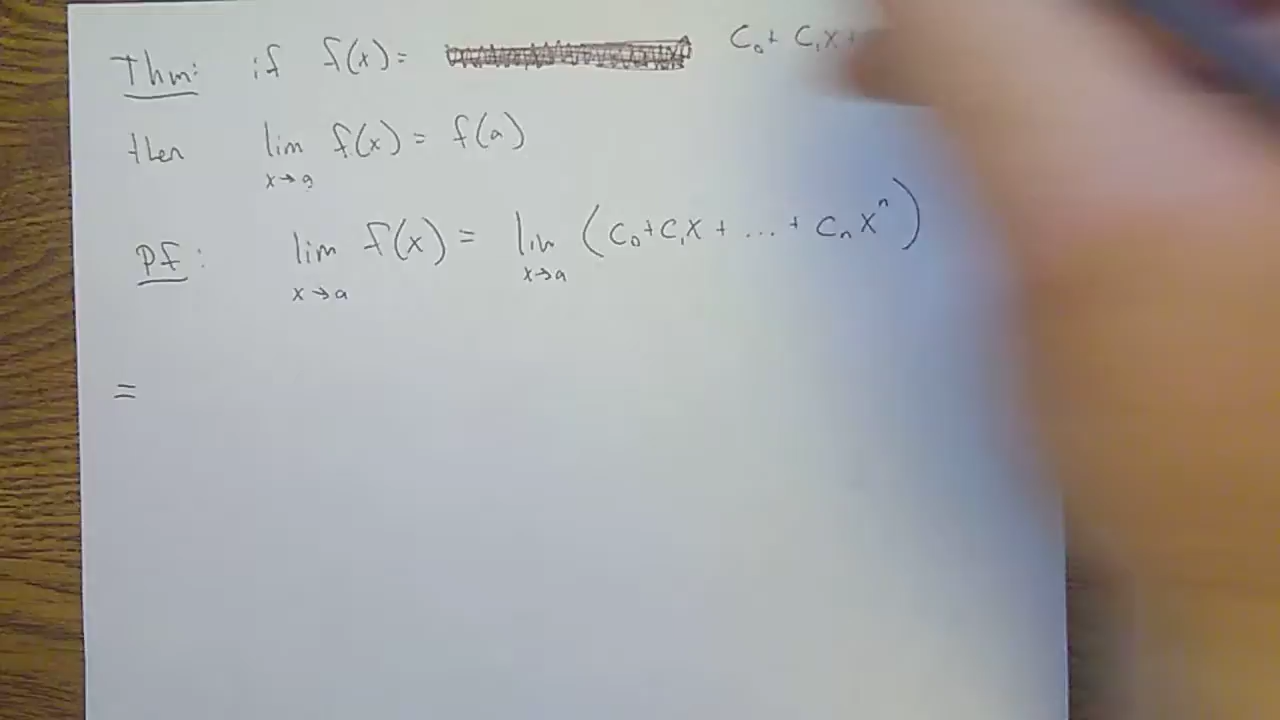 Thm: if f(x) = C₀ + C₁x +
then lim f(x) = f(a)
x→a
Pf: lim f(x) = lim (C₀+C₁x + ... + Cₙxⁿ)
x→a x→a
=